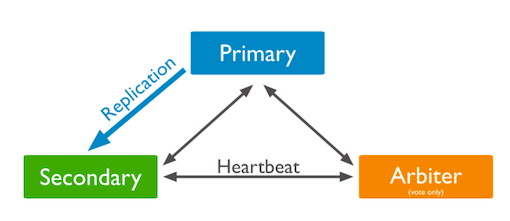 Primary
Replication
Heartbeat
Secondary
Arbiter
(vote only)